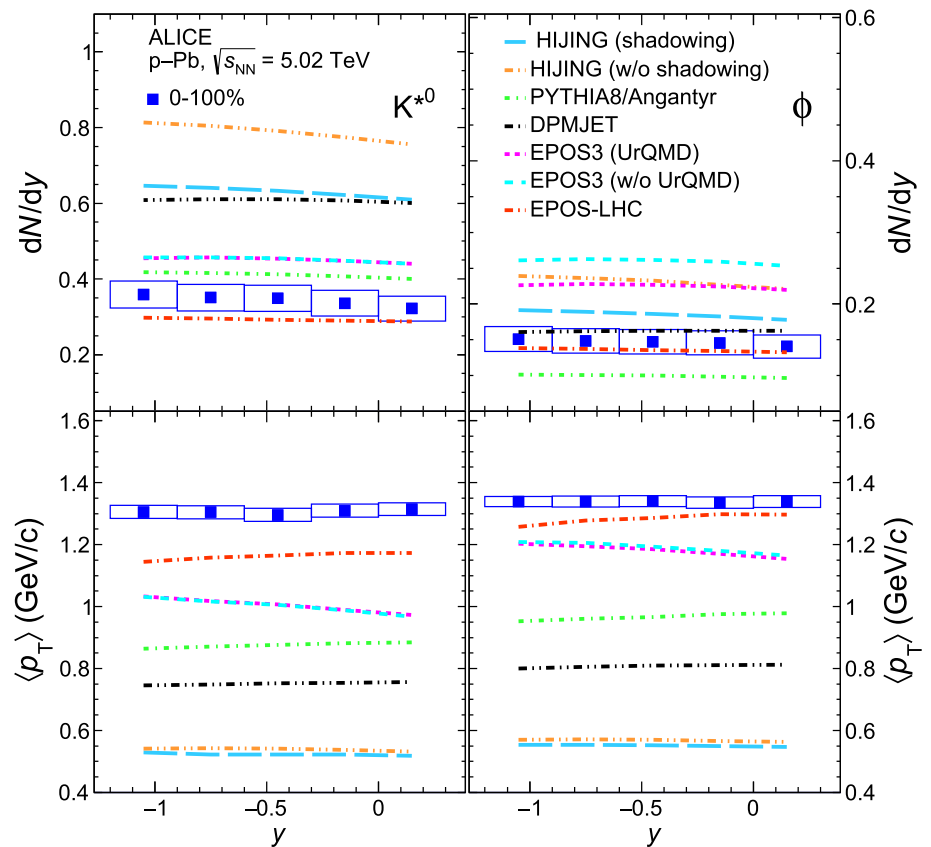 ALICE
p–Pb, √sNN = 5.02 TeV
0-100%
K*0
HIJING (shadowing)
HIJING (w/o shadowing)
PYTHIA8/Angantyr
DPMJET
EPOS3 (UrQMD)
EPOS3 (w/o UrQMD)
EPOS-LHC
ϕ
dN/dy
1
0.8
0.6
0.4
0.2
dN/dy
0.6
0.4
0.2
⟨pT⟩ (GeV/c)
1.6
1.4
1.2
1
0.8
0.6
0.4
⟨pT⟩ (GeV/c)
1.6
1.4
1.2
1
0.8
0.6
0.4
−1 −0.5 0
y
−1 −0.5 0
y